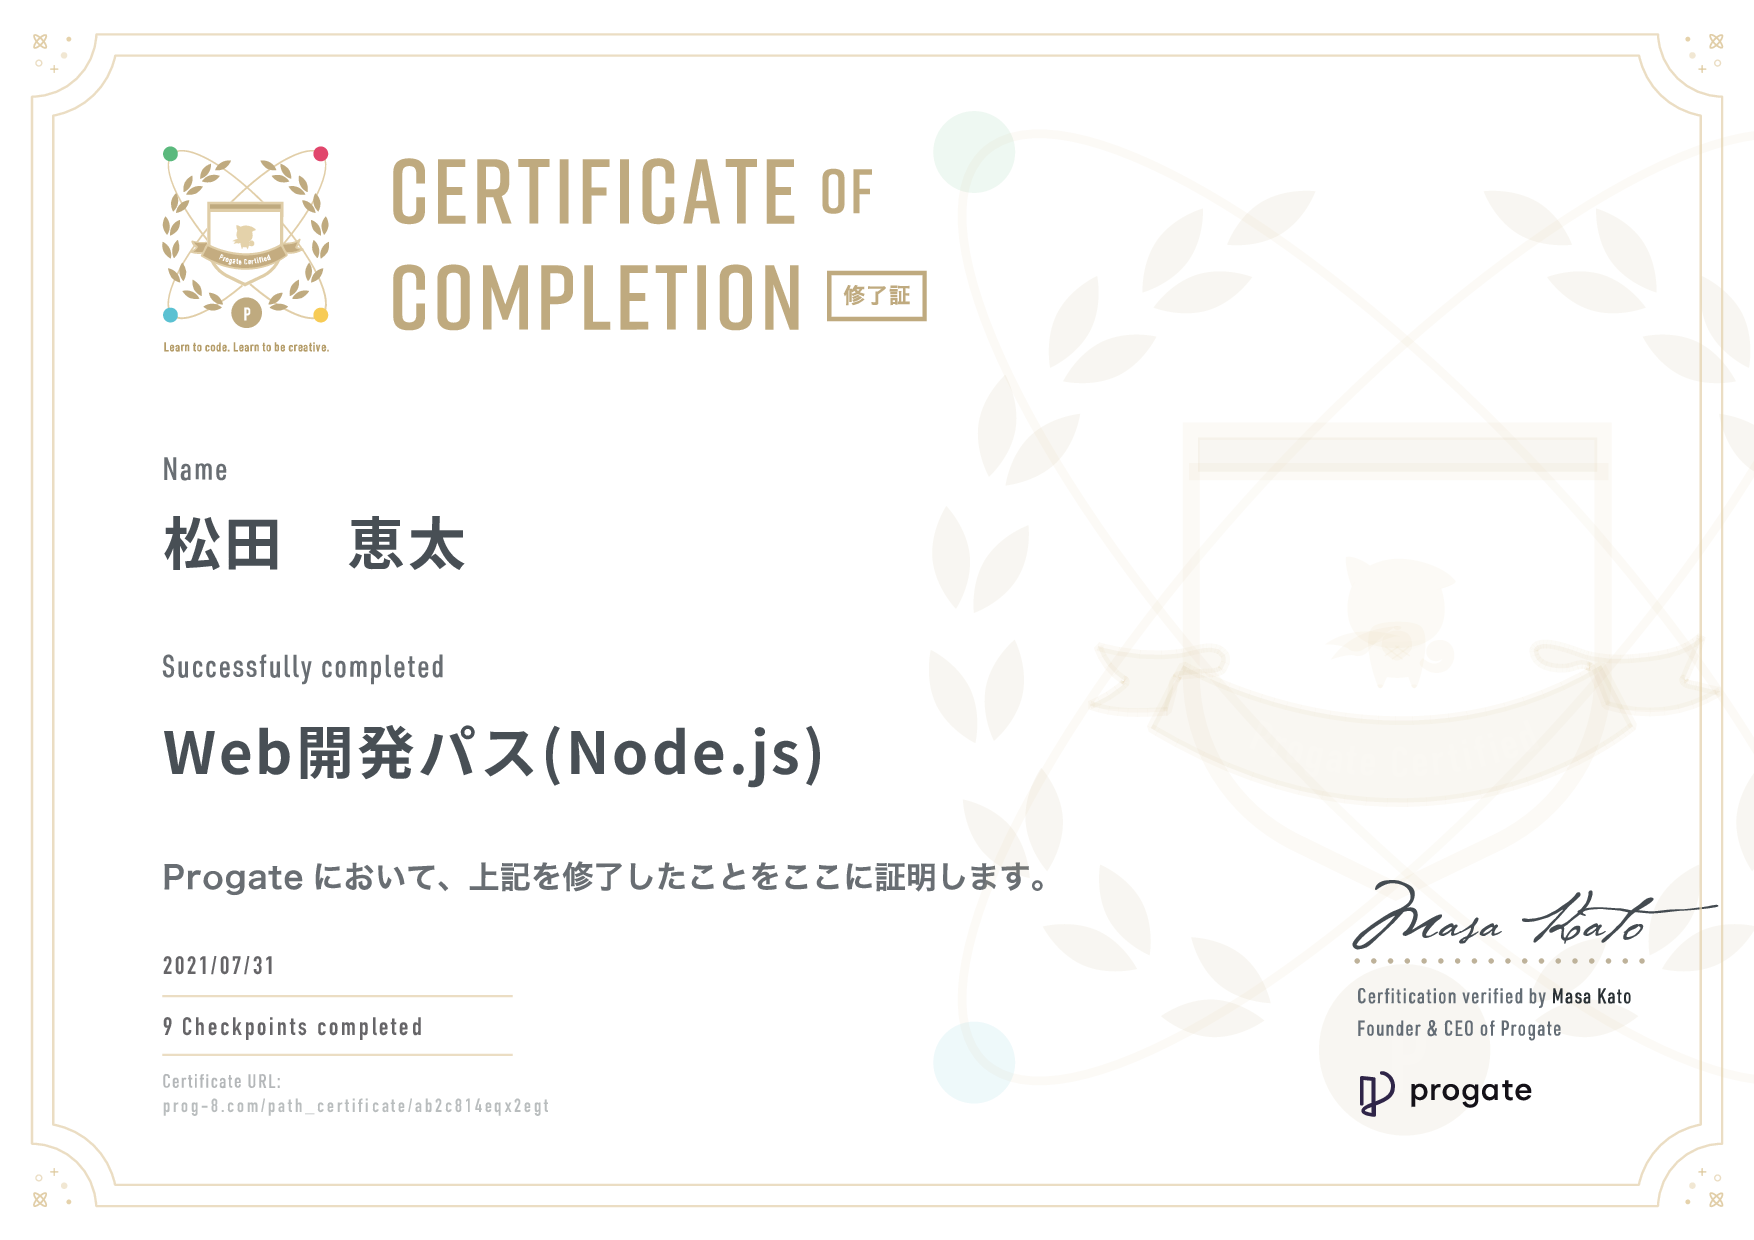 CERTIFICATE OF
COMPLETION 修了証
Progate Certified
P
Learn to code. Learn to be creative.
Name
松田　恵太
Successfully completed
Web開発パス(Node.js)
Progate において、上記を修了したことをここに証明します。
2021/07/31
9 Checkpoints completed
Certificate URL:
prog-8.com/path_certificate/ab2c814eqx2egt
Masa Kato
Cerfitication verified by Masa Kato
Founder & CEO of Progate
progate